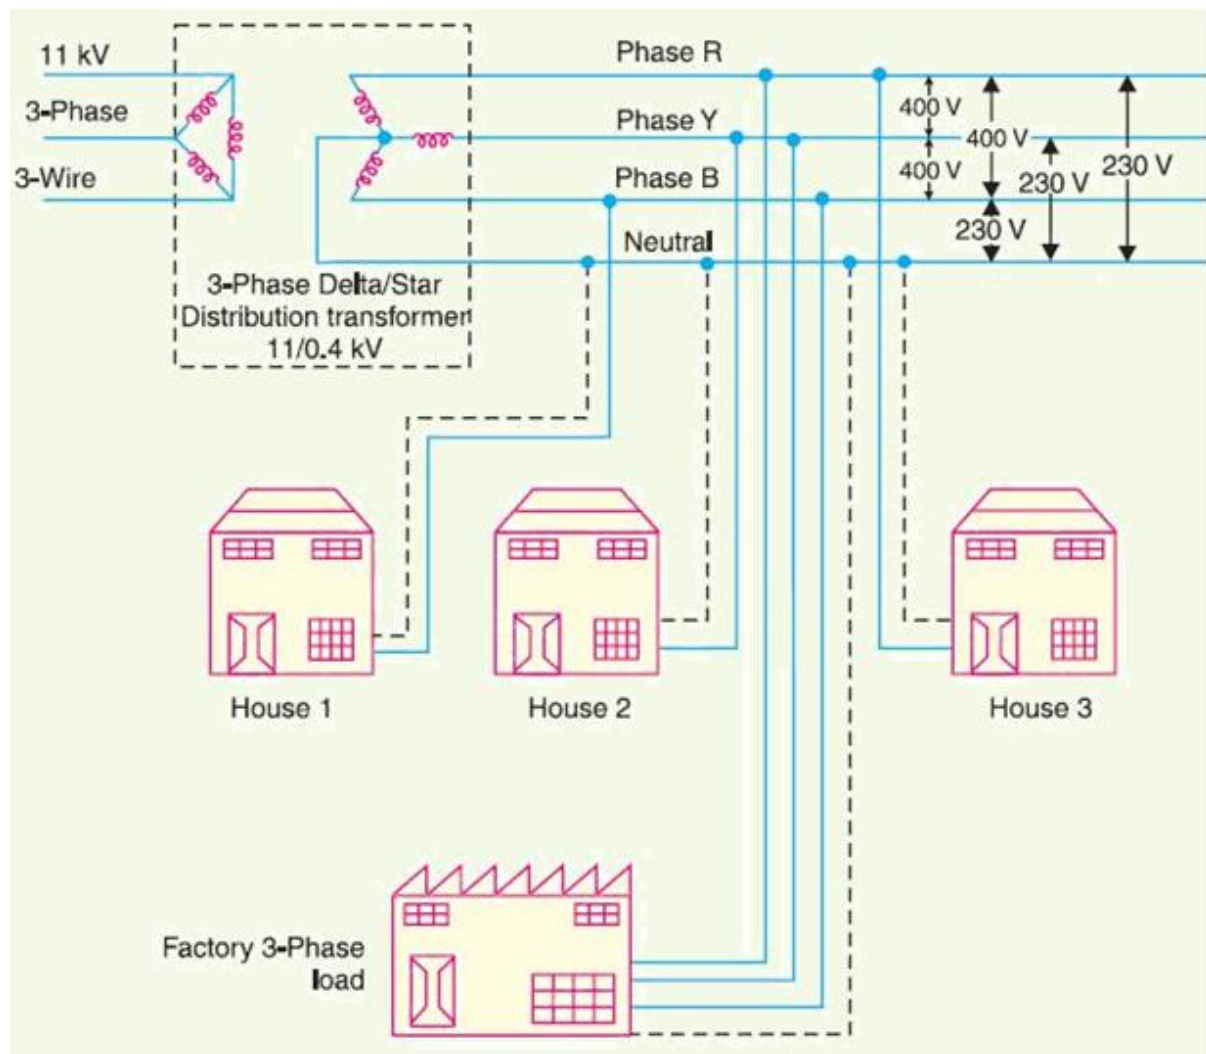 11 kV
3-Phase
3-Wire
3-Phase Delta/Star
Distribution transformer
11/0.4 kV
Phase R
Phase Y
Phase B
Neutral
400 V
400 V
400 V
230 V
230 V
230 V
House 1
House 2
House 3
Factory 3-Phase
load